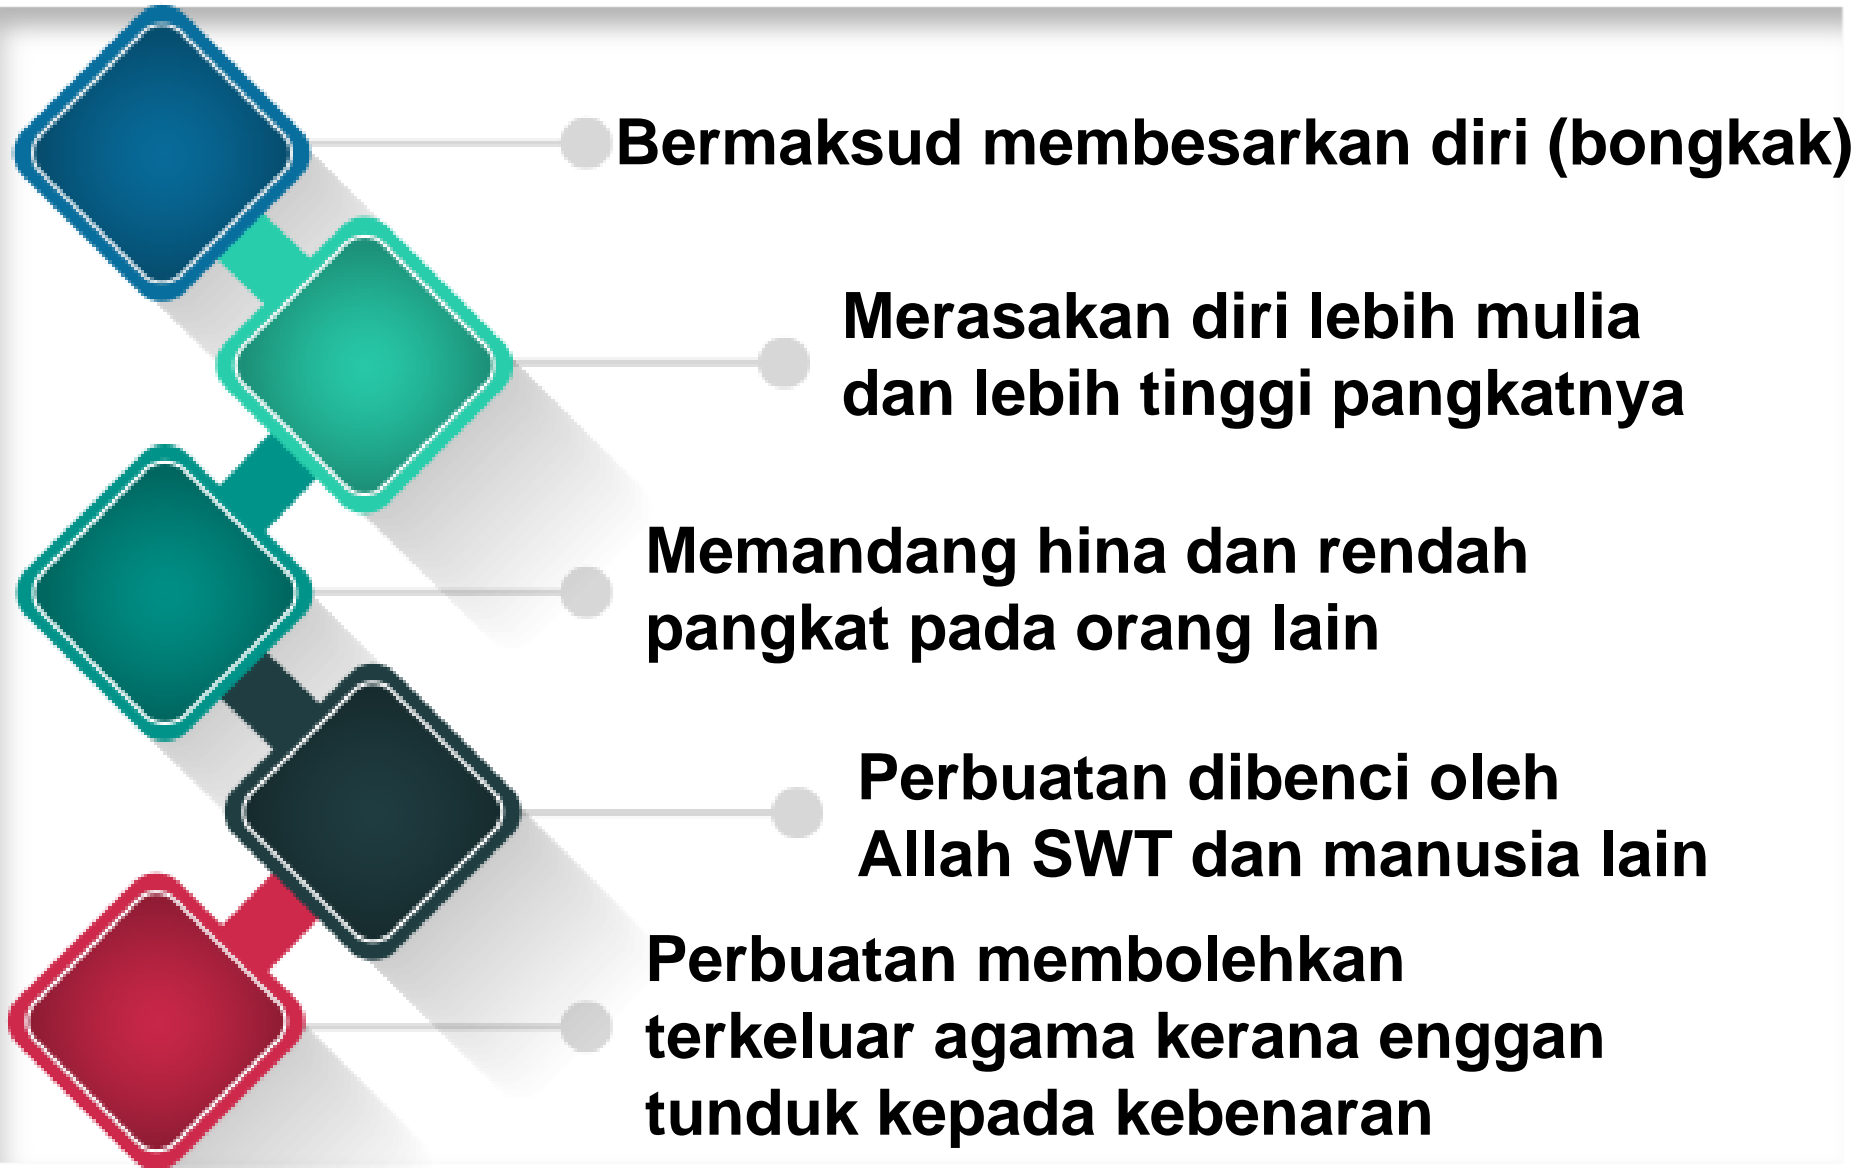 Bermaksud membesarkan diri (bongkak)
Merasakan diri lebih mulia
dan lebih tinggi pangkatnya
Memandang hina dan rendah
pangkat pada orang lain
Perbuatan dibenci oleh
Allah SWT dan manusia lain
Perbuatan membolehkan
terkeluar agama kerana enggan
tunduk kepada kebenaran